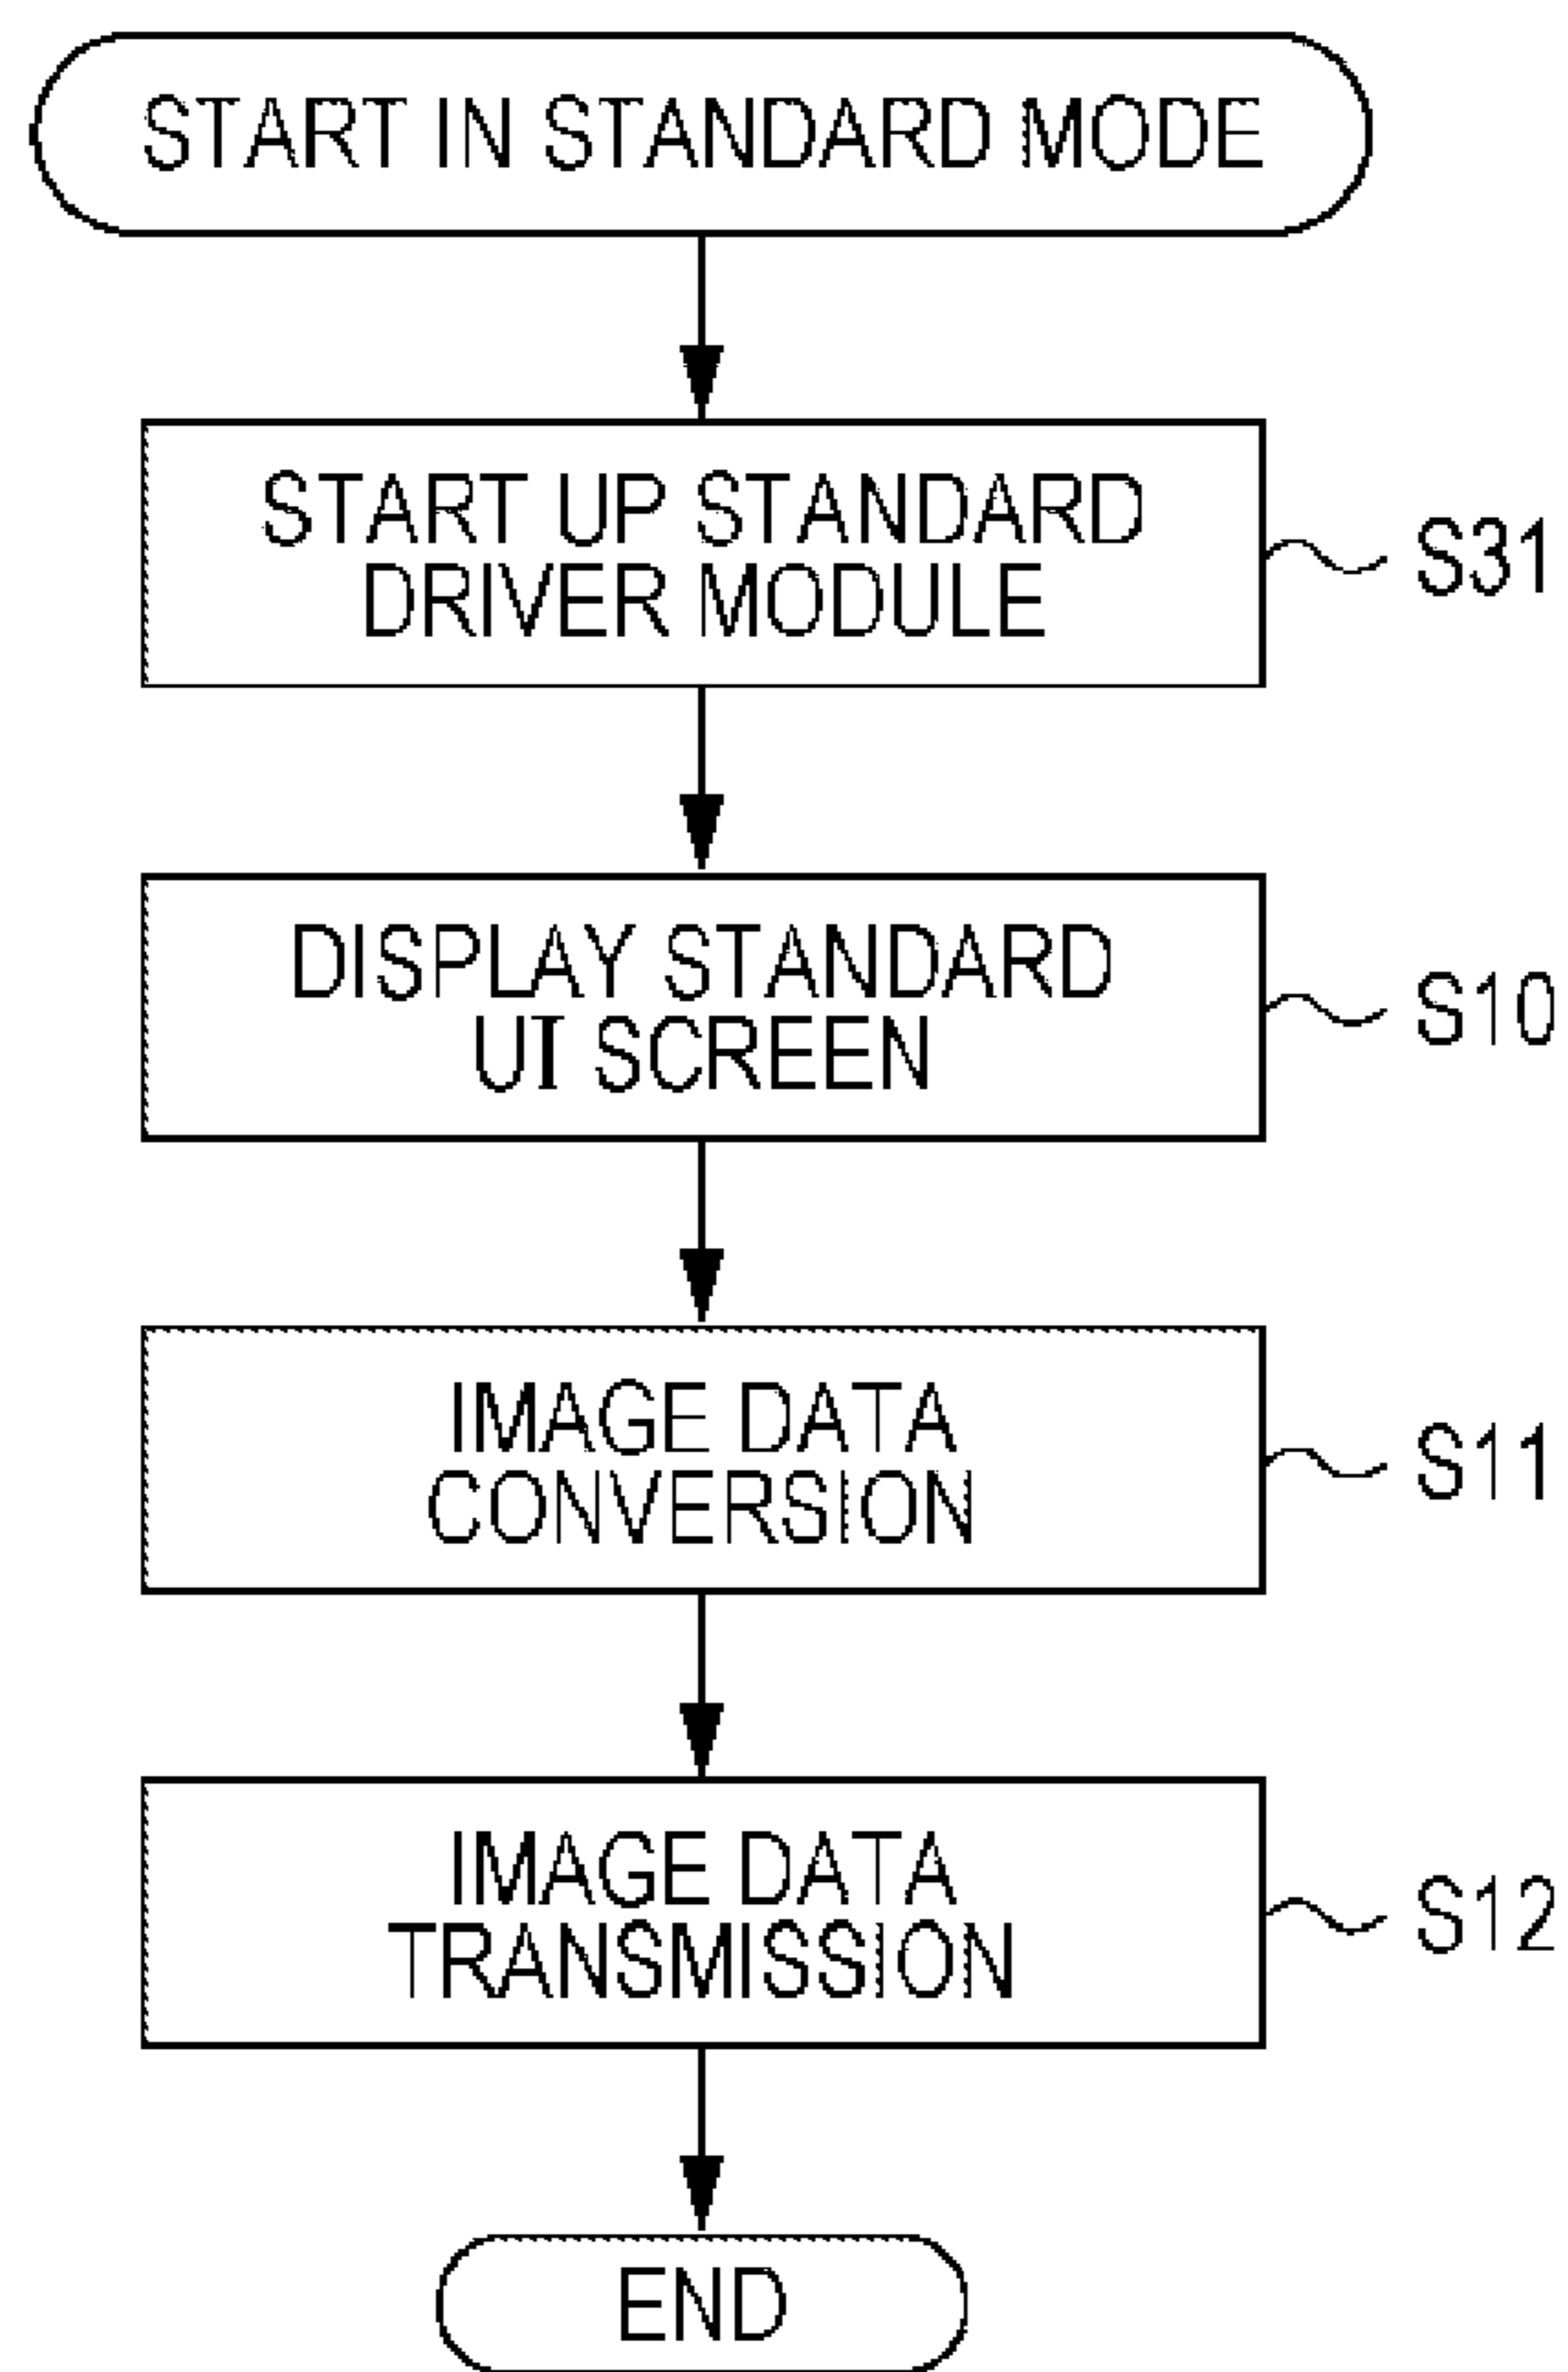 START IN STANDARD MODE
START UP STANDARD
DRIVER MODULE
S31
DISPLAY STANDARD
UI SCREEN
S10
IMAGE DATA
CONVERSION
S11
IMAGE DATA
TRANSMISSION
S12
END